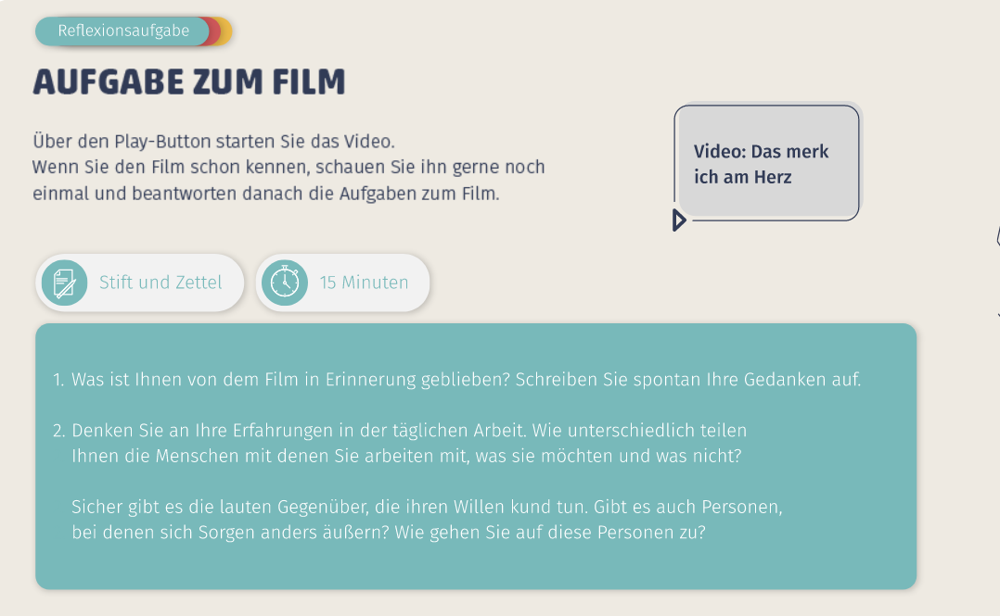 Reflexionsaufgabe
AUFGABE ZUM FILM
Über den Play-Button starten Sie das Video.
Wenn Sie den Film schon kennen, schauen Sie ihn gerne noch
einmal und beantworten danach die Aufgaben zum Film.
Video: Das merk
ich am Herz
Stift und Zettel
15 Minuten
1. Was ist Ihnen von dem Film in Erinnerung geblieben? Schreiben Sie spontan Ihre Gedanken auf.
2. Denken Sie an Ihre Erfahrungen in der täglichen Arbeit. Wie unterschiedlich teilen
Ihnen die Menschen mit denen Sie arbeiten mit, was sie möchten und was nicht?
Sicher gibt es die lauten Gegenüber, die ihren Willen kund tun. Gibt es auch Personen,
bei denen sich Sorgen anders äußern? Wie gehen Sie auf diese Personen zu?